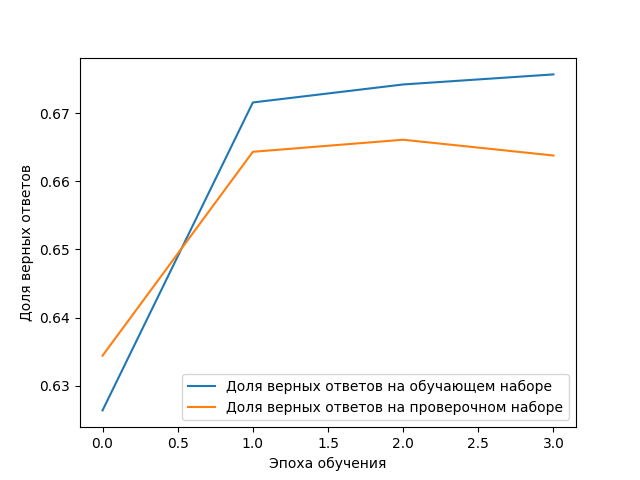 0.67
0.66
0.65
0.64
0.63
Доля верных ответов
Доля верных ответов на обучающем наборе
Доля верных ответов на проверочном наборе
0.0 0.5 1.0 1.5 2.0 2.5 3.0
Эпоха обучения